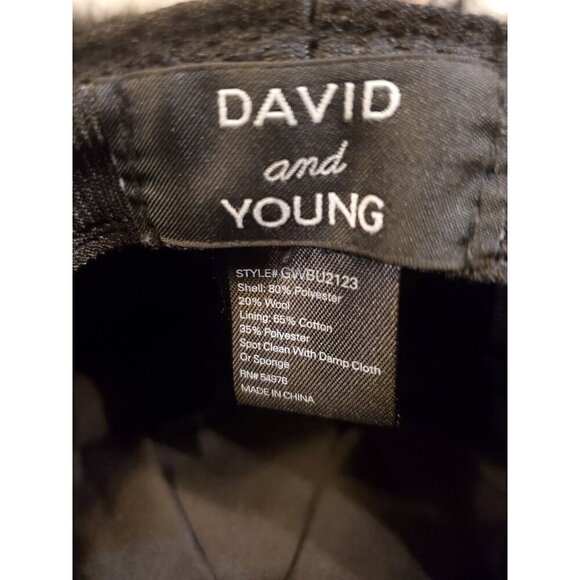 DAVID
and
YOUNG
STYLE# GWBU2123
Shell: 80% Polyester
20% Wool
Lining: 65% Cotton
35% Polyester
Spot Clean With Damp Cloth
Or Sponge
RN# 54976
MADE IN CHINA